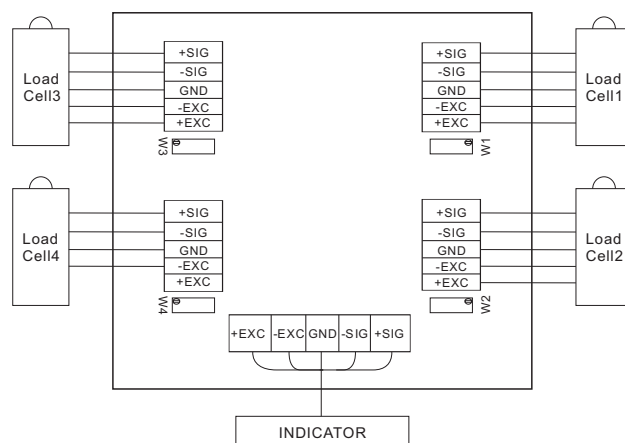 Load
Cell3
+SIG
-SIG
GND
-EXC
+EXC
W3
+SIG
-SIG
GND
-EXC
+EXC
W1
Load
Cell1
Load
Cell4
+SIG
-SIG
GND
-EXC
+EXC
W4
+SIG
-SIG
GND
-EXC
+EXC
W2
Load
Cell2
+EXC -EXC GND -SIG +SIG
INDICATOR